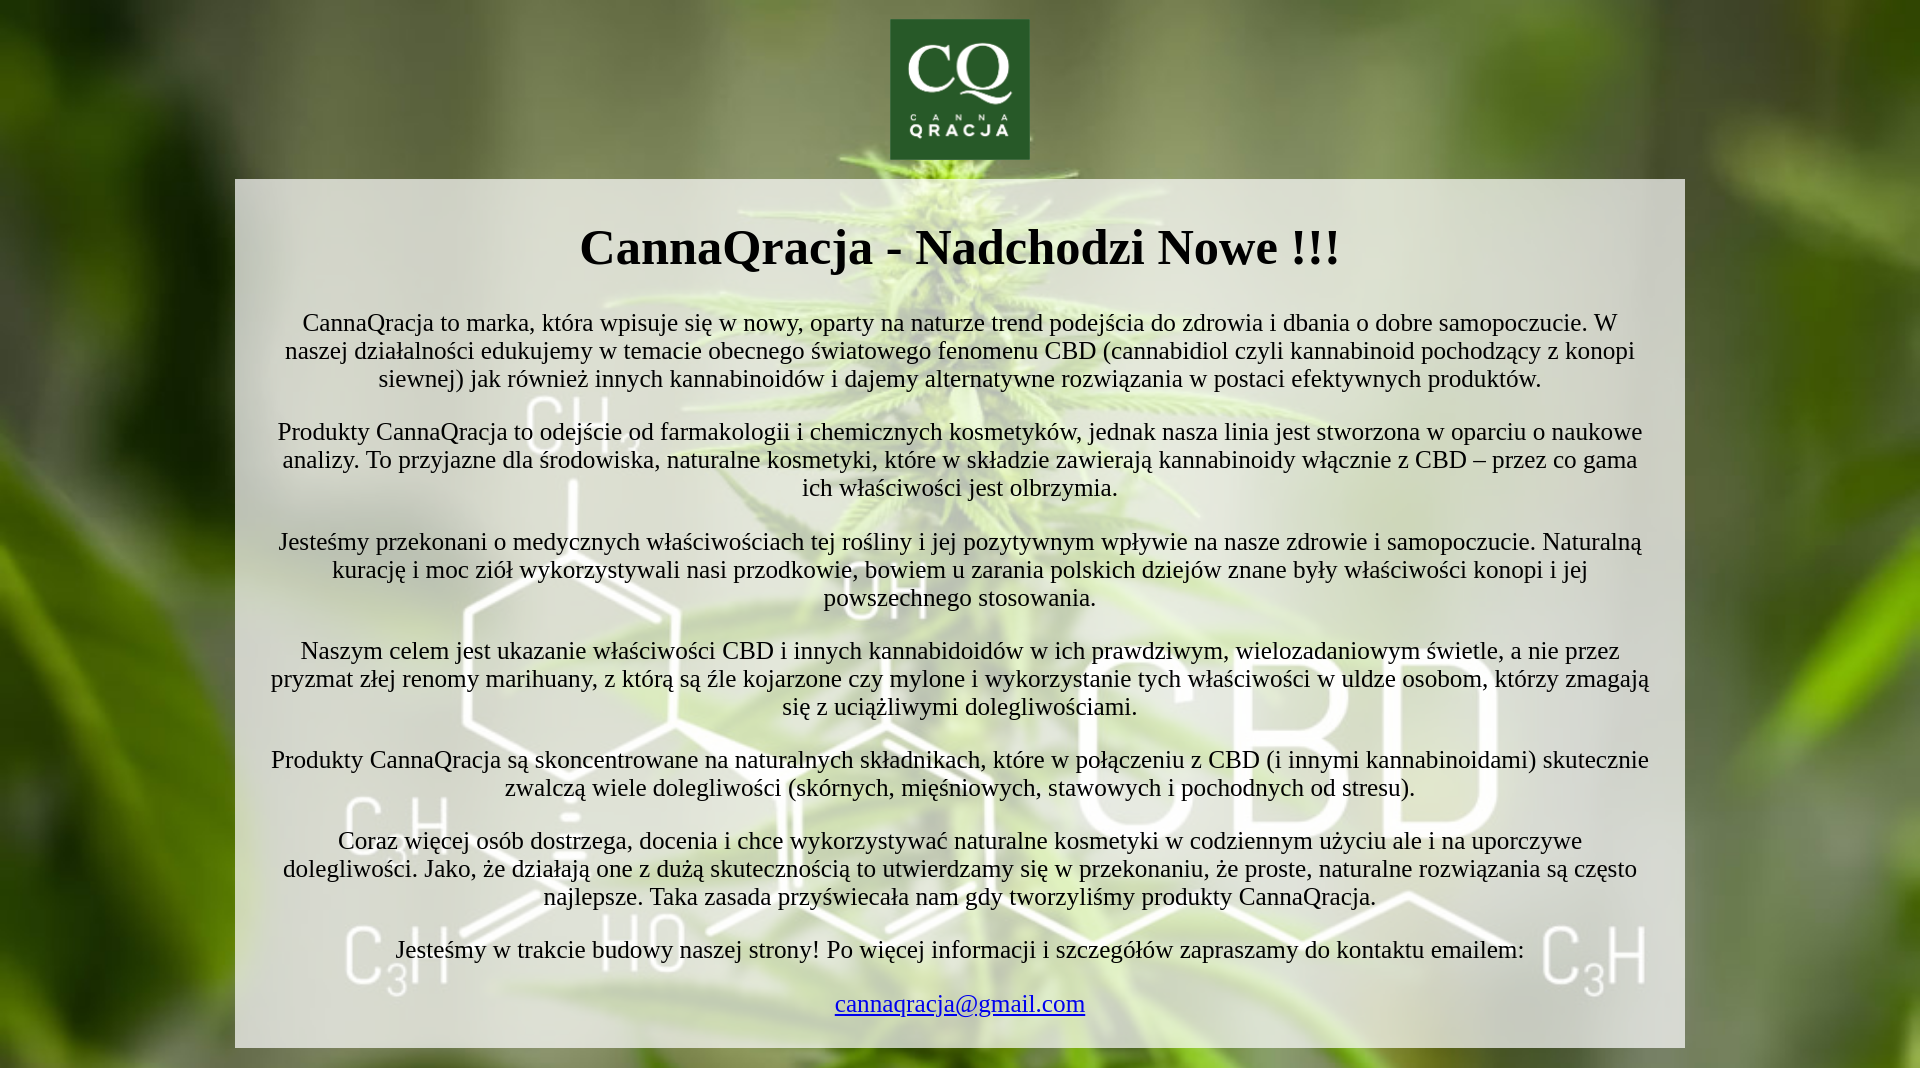 CQ
CANNA
QRACJA
CannaQracja - Nadchodzi Nowe !!!
CannaQracja to marka, która wpisuje się w nowy, oparty na naturze trend podejścia do zdrowia i dbania o dobre samopoczucie. W
naszej działalności edukujemy w temacie obecnego światowego fenomenu CBD (cannabidiol czyli kannabinoid pochodzący z konopi
siewnej) jak również innych kannabinoidów i dajemy alternatywne rozwiązania w postaci efektywnych produktów.
CH3
Produkty CannaQracja to odejście od farmakologii i chemicznych kosmetyków, jednak nasza linia jest stworzona w oparciu o naukowe
analizy. To przyjazne dla środowiska, naturalne kosmetyki, które w składzie zawierają kannabinoidy włącznie z CBD – przez co gama
ich właściwości jest olbrzymia.
Jesteśmy przekonani o medycznych właściwościach tej rośliny i jej pozytywnym wpływie na nasze zdrowie i samopoczucie. Naturalną
kurację i moc ziół wykorzystywali nasi przodkowie, bowiem u zarania polskich dziejów znane były właściwości konopi i jej
powszechnego stosowania.
OH
Naszym celem jest ukazanie właściwości CBD i innych kannabidoidów w ich prawdziwym, wielozadaniowym świetle, a nie przez
pryzmat złej renomy marihuany, z którą są źle kojarzone czy mylone i wykorzystanie tych właściwości w uldze osobom, którzy zmagają
się z uciążliwymi dolegliwościami.
CBD
Produkty CannaQracja są skoncentrowane na naturalnych składnikach, które w połączeniu z CBD (i innymi kannabinoidami) skutecznie
zwalczą wiele dolegliwości (skórnych, mięśniowych, stawowych i pochodnych od stresu).
C3H
Coraz więcej osób dostrzega, docenia i chce wykorzystywać naturalne kosmetyki w codziennym użyciu ale i na uporczywe
dolegliwości. Jako, że działają one z dużą skutecznością to utwierdzamy się w przekonaniu, że proste, naturalne rozwiązania są często
najlepsze. Taka zasada przyświecała nam gdy tworzyliśmy produkty CannaQracja.
C3H
HO
C3H
Jesteśmy w trakcie budowy naszej strony! Po więcej informacji i szczegółów zapraszamy do kontaktu emailem:
cannaqracja@gmail.com